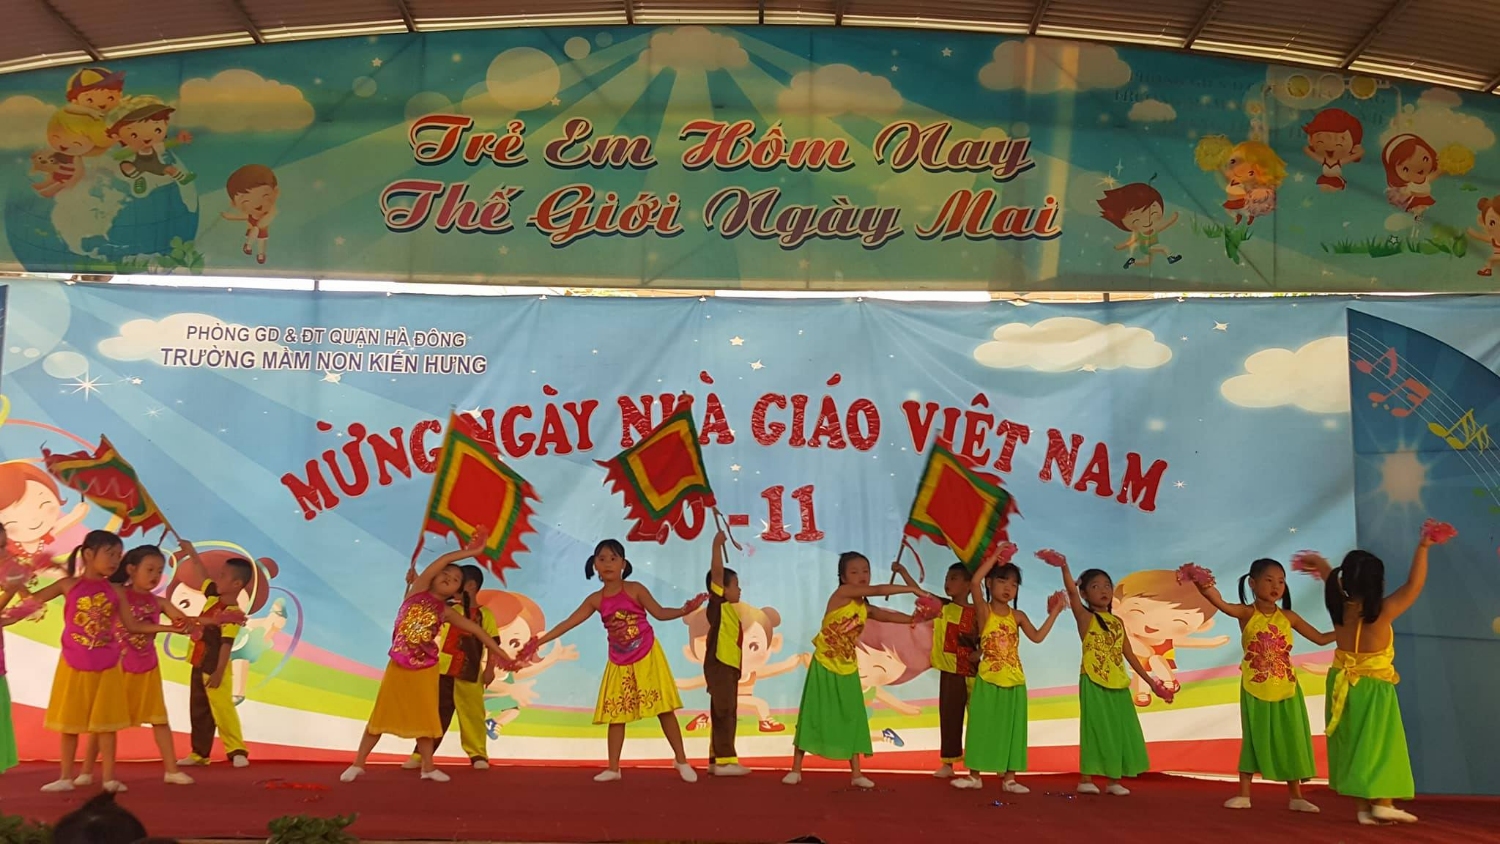 Trẻ Em Hôm Nay
Thế Giới Ngày Mai
PHÒNG GD & ĐT QUẬN HÀ ĐÔNG
TRƯỜNG MẦM NON KIẾN HƯNG
MỪNG NGÀY NHÀ GIÁO VIỆT NAM
20 -11